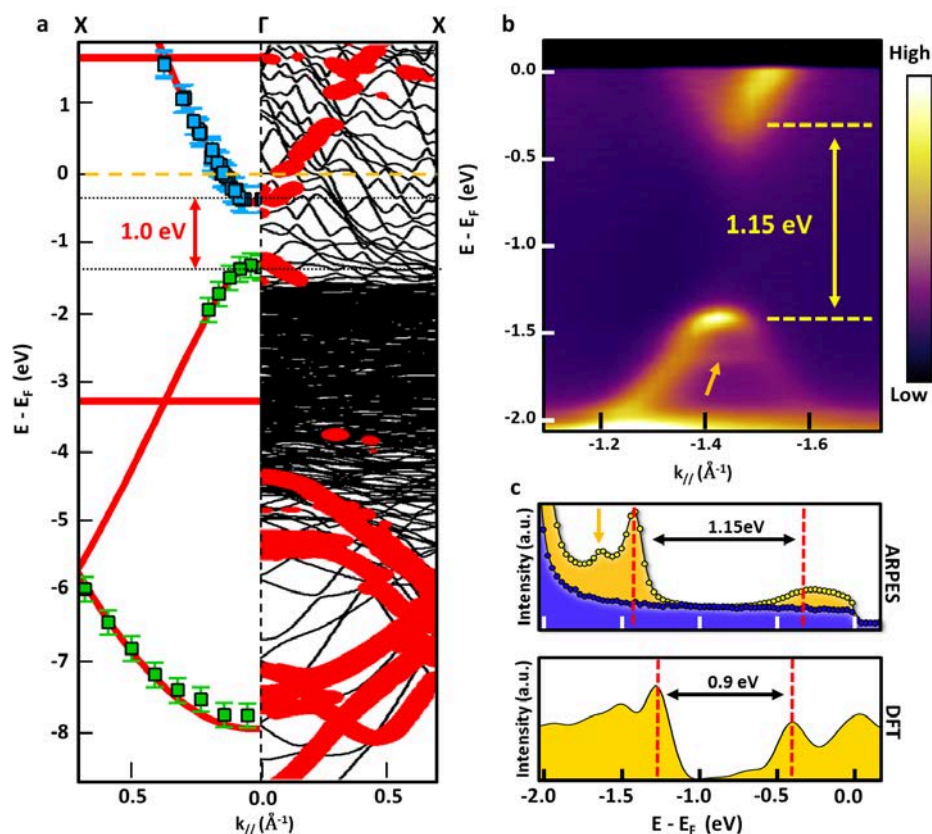 X Γ X
a
1
0
-1
-2
-3
-4
-5
-6
-7
-8
E - E_F (eV)
1.0 eV
0.5 0.0 0.5
k// (Å⁻¹)
b
0.0
-0.5
-1.0
-1.5
-2.0
E - E_F (eV)
1.15 eV
-1.2 -1.4 -1.6
k// (Å⁻¹)
High
Low
c
Intensity (a.u.)
1.15eV
ARPES
Intensity (a.u.)
0.9 eV
DFT
-2.0 -1.5 -1.0 -0.5 0.0
E - E_F (eV)